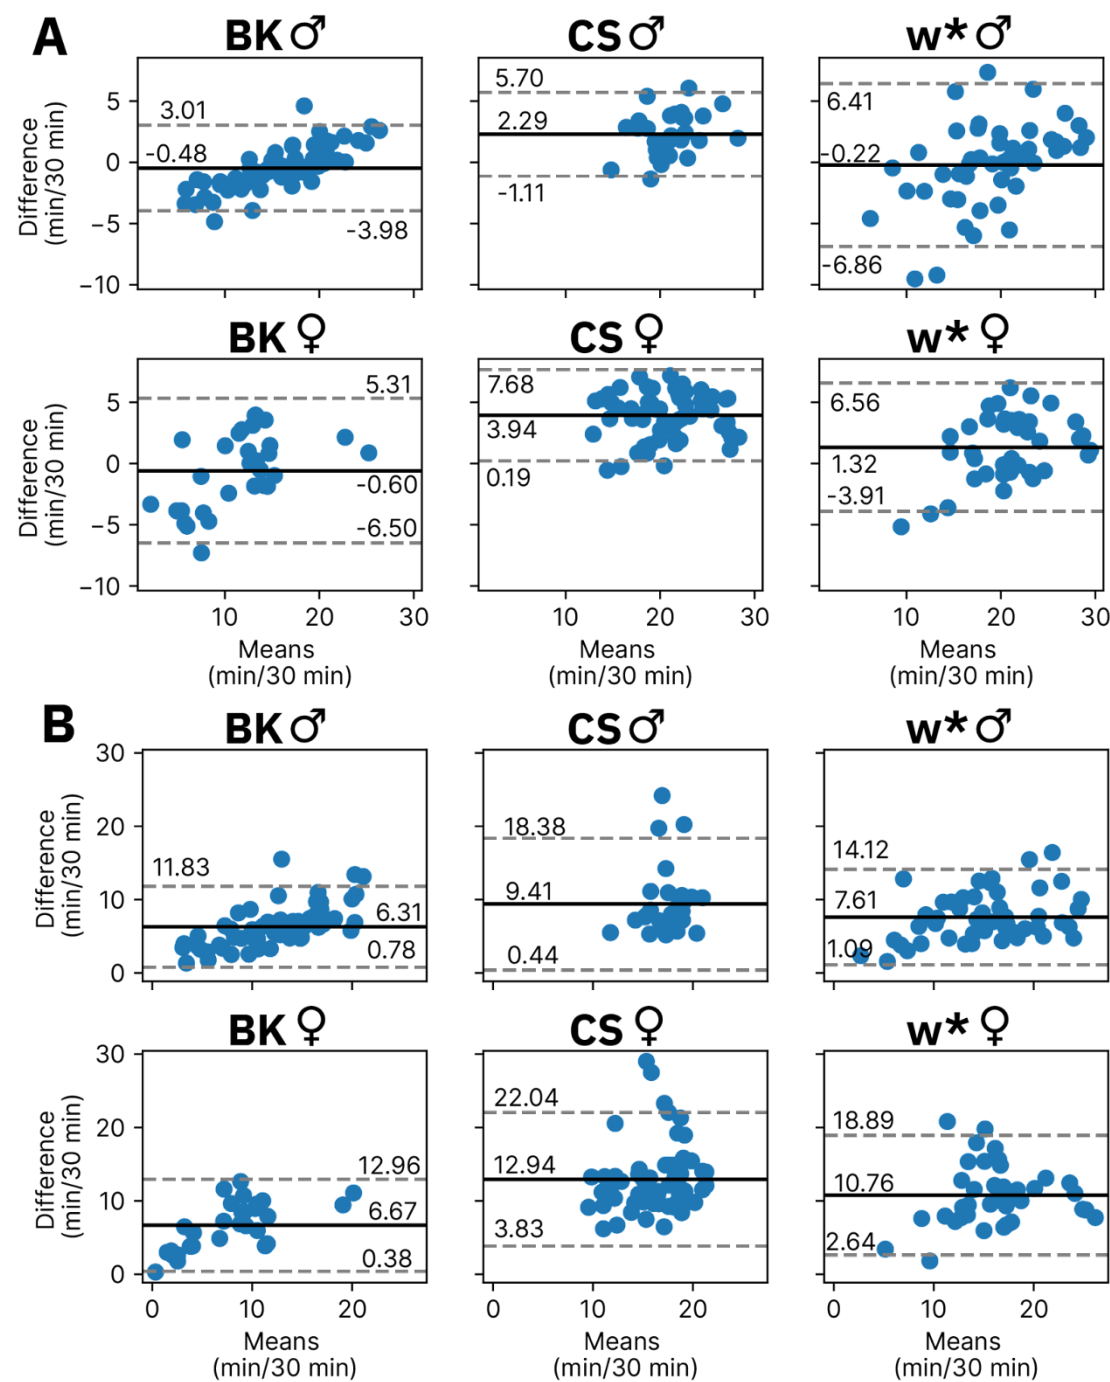 A
BK ♂
CS ♂
w* ♂
Difference
(min/30 min)
5
0
−5
−10
3.01
-0.48
-3.98
5.70
2.29
-1.11
6.41
-0.22
-6.86
BK ♀
CS ♀
w* ♀
Difference
(min/30 min)
5
0
−5
−10
5.31
-0.60
-6.50
7.68
3.94
0.19
6.56
1.32
-3.91
10 20 30
10 20 30
10 20 30
Means
(min/30 min)
Means
(min/30 min)
Means
(min/30 min)
B
BK ♂
CS ♂
w* ♂
Difference
(min/30 min)
30
20
10
0
11.83
6.31
0.78
18.38
9.41
0.44
14.12
7.61
1.09
BK ♀
CS ♀
w* ♀
Difference
(min/30 min)
30
20
10
0
12.96
6.67
0.38
22.04
12.94
3.83
18.89
10.76
2.64
0 10 20
0 10 20
0 10 20
Means
(min/30 min)
Means
(min/30 min)
Means
(min/30 min)